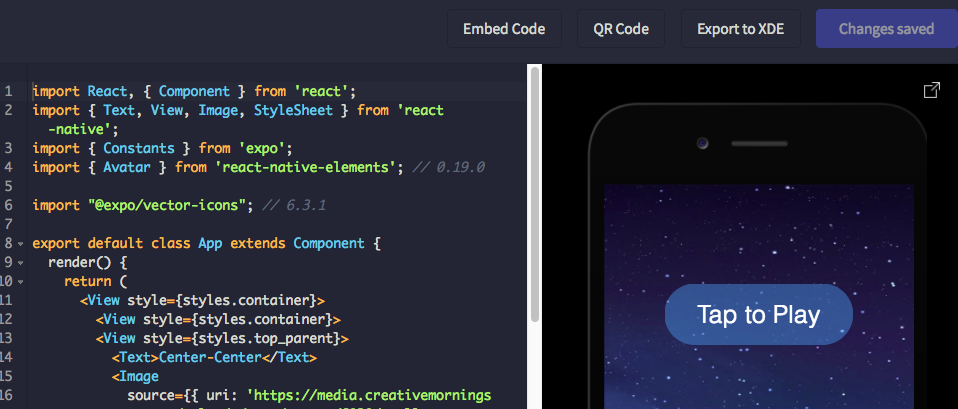 Embed Code
QR Code
Export to XDE
Changes saved
1 import React, { Component } from 'react';
2 import { Text, View, Image, StyleSheet } from 'react
-native';
3 import { Constants } from 'expo';
4 import { Avatar } from 'react-native-elements'; // 0.19.0
5
6 import "@expo/vector-icons"; // 6.3.1
7
8 export default class App extends Component {
9 render() {
10 return (
11 <View style={styles.container}>
12 <View style={styles.container}>
13 <View style={styles.top_parent}>
14 <Text>Center-Center</Text>
15 <Image
16 source={{ uri: 'https://media.creativemornings
Tap to Play